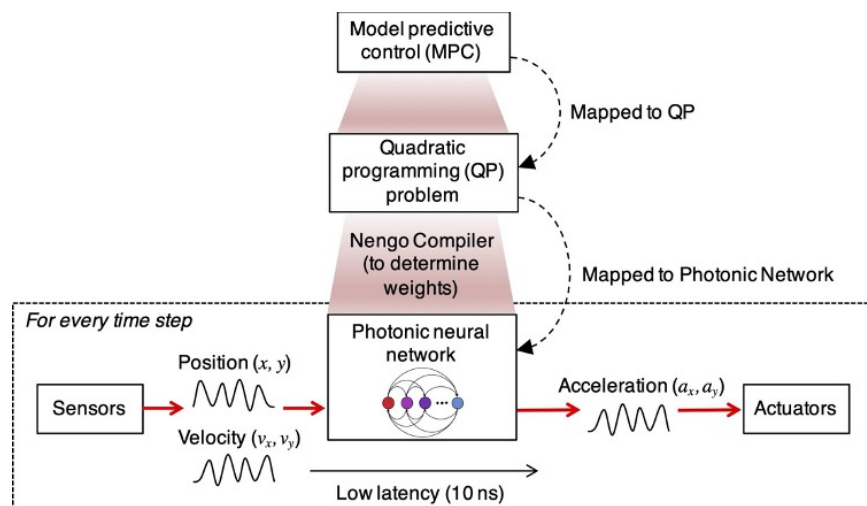 Model predictive
control (MPC)
Mapped to QP
Quadratic
programming (QP)
problem
Nengo Compiler
(to determine
weights)
Mapped to Photonic Network
For every time step
Photonic neural
network
Position (x, y)
Sensors
Velocity (vₓ, vᵧ)
Acceleration (aₓ, aᵧ)
Actuators
Low latency (10 ns)